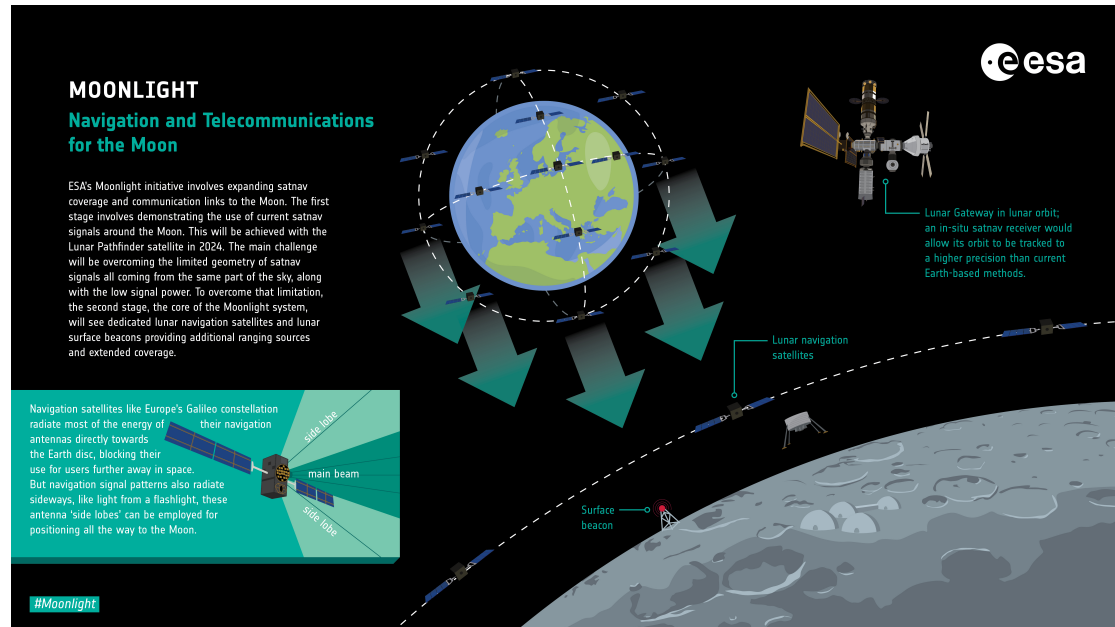 esa
MOONLIGHT
Navigation and Telecommunications
for the Moon
ESA's Moonlight initiative involves expanding satnav
coverage and communication links to the Moon. The first
stage involves demonstrating the use of current satnav
signals around the Moon. This will be achieved with the
Lunar Pathfinder satellite in 2024. The main challenge
will be overcoming the limited geometry of satnav
signals all coming from the same part of the sky, along
with the low signal power. To overcome that limitation,
the second stage, the core of the Moonlight system,
will see dedicated lunar navigation satellites and lunar
surface beacons providing additional ranging sources
and extended coverage.
Lunar Gateway in lunar orbit;
an in-situ satnav receiver would
allow its orbit to be tracked to
a higher precision than current
Earth-based methods.
Lunar navigation
satellites
Surface
beacon
Navigation satellites like Europe's Galileo constellation
radiate most of the energy of their navigation
antennas directly towards
the Earth disc, blocking their
use for users further away in space.
But navigation signal patterns also radiate
sideways, like light from a flashlight, these
antenna 'side lobes' can be employed for
positioning all the way to the Moon.
side lobe
main beam
side lobe
#Moonlight